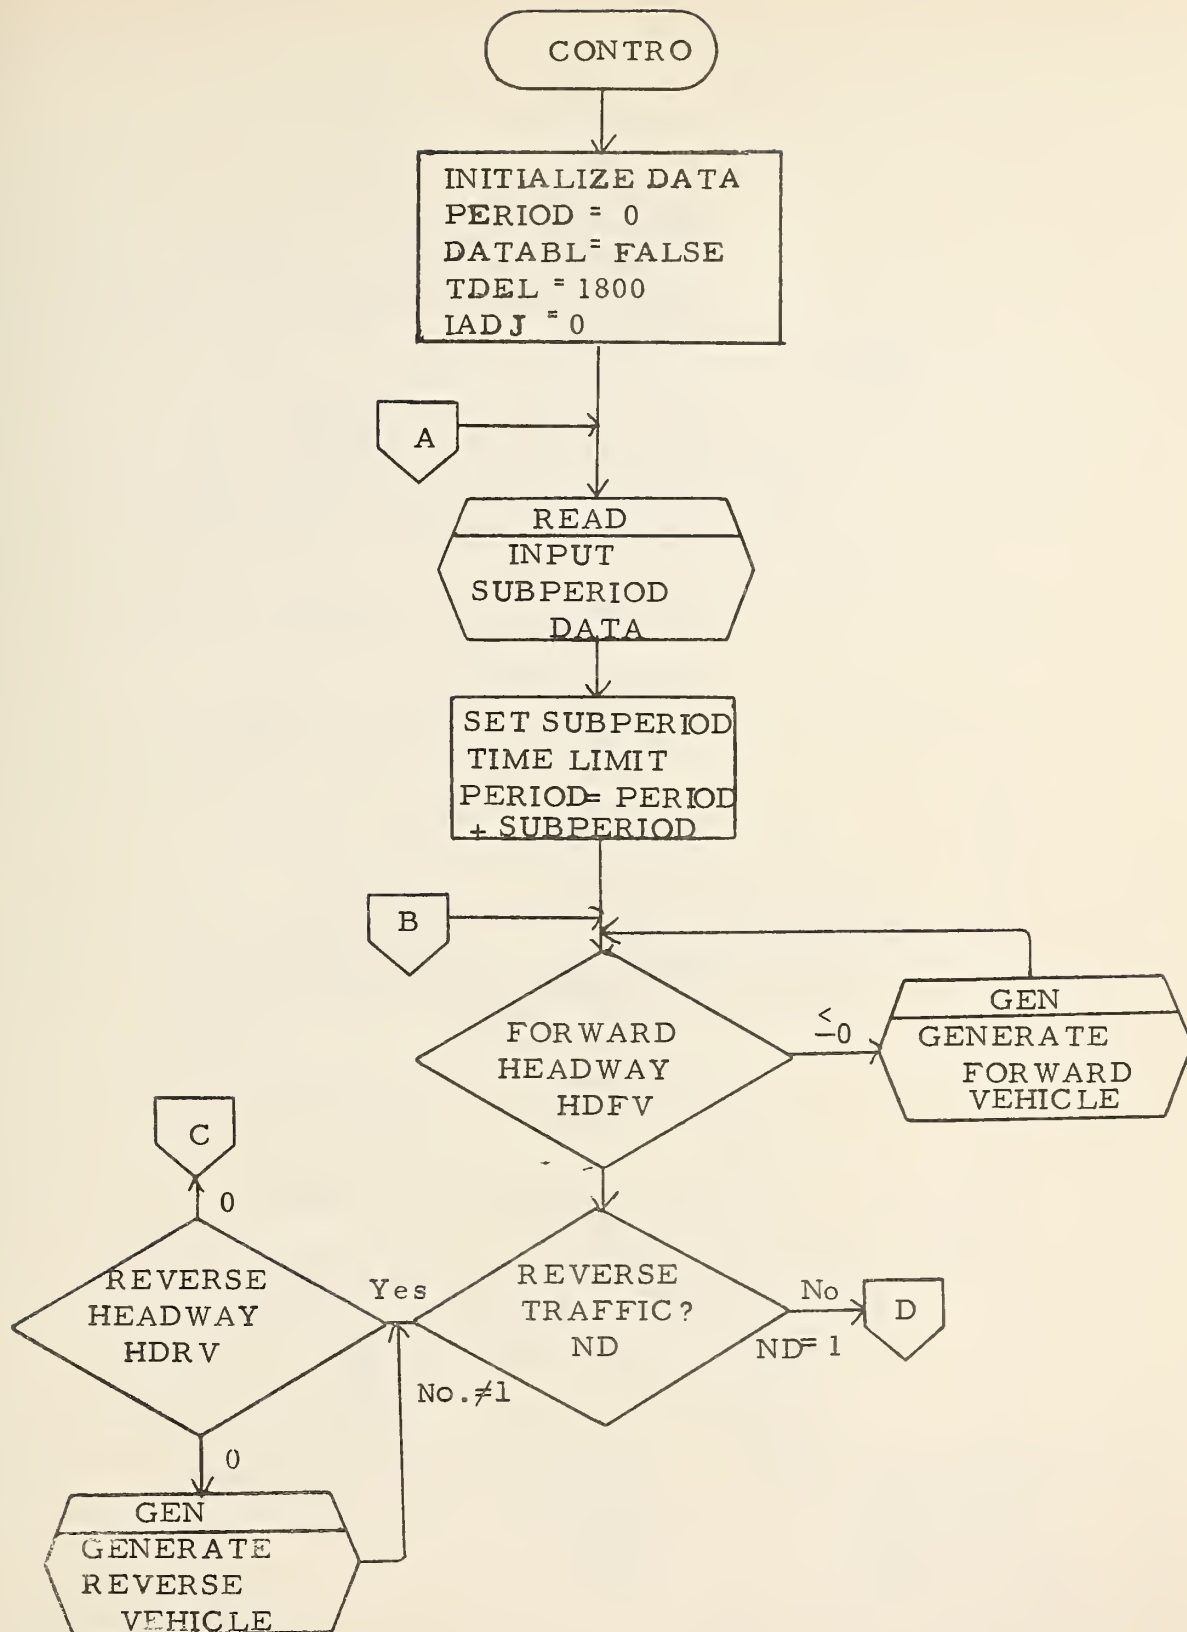 CONTRO
INITIALIZE DATA
PERIOD = 0
DATABL = FALSE
TDEL = 1800
IADJ = 0
A
READ
INPUT
SUBPERIOD
DATA
SET SUBPERIOD
TIME LIMIT
PERIOD = PERIOD
+ SUBPERIOD
B
FORWARD
HEADWAY
HDFV
≤0
GEN
GENERATE
FORWARD
VEHICLE
C
0
REVERSE
HEADWAY
HDRV
Yes
No.≠1
REVERSE
TRAFFIC?
ND
No
ND = 1
D
0
GEN
GENERATE
REVERSE
VEHICLE